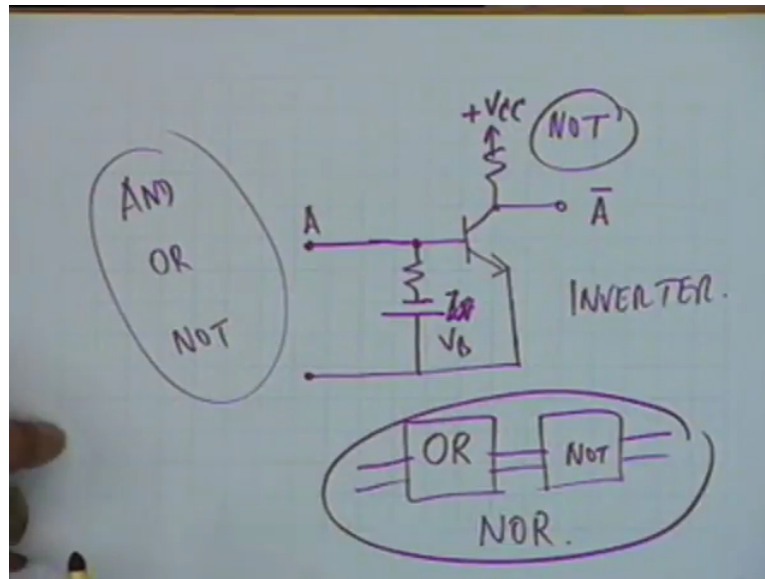 AND
OR
NOT
+VCC
NOT
A
Ā
INVERTER.
VB
OR
NOT
NOR.